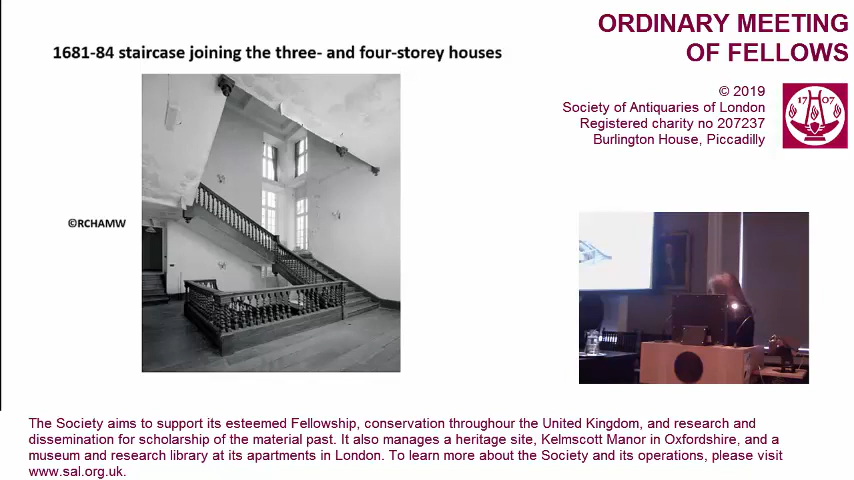 1681-84 staircase joining the three- and four-storey houses
©RCHAMW
ORDINARY MEETING
OF FELLOWS
© 2019
Society of Antiquaries of London
Registered charity no 207237
Burlington House, Piccadilly
1707
The Society aims to support its esteemed Fellowship, conservation throughour the United Kingdom, and research and
dissemination for scholarship of the material past. It also manages a heritage site, Kelmscott Manor in Oxfordshire, and a
museum and research library at its apartments in London. To learn more about the Society and its operations, please visit
www.sal.org.uk.